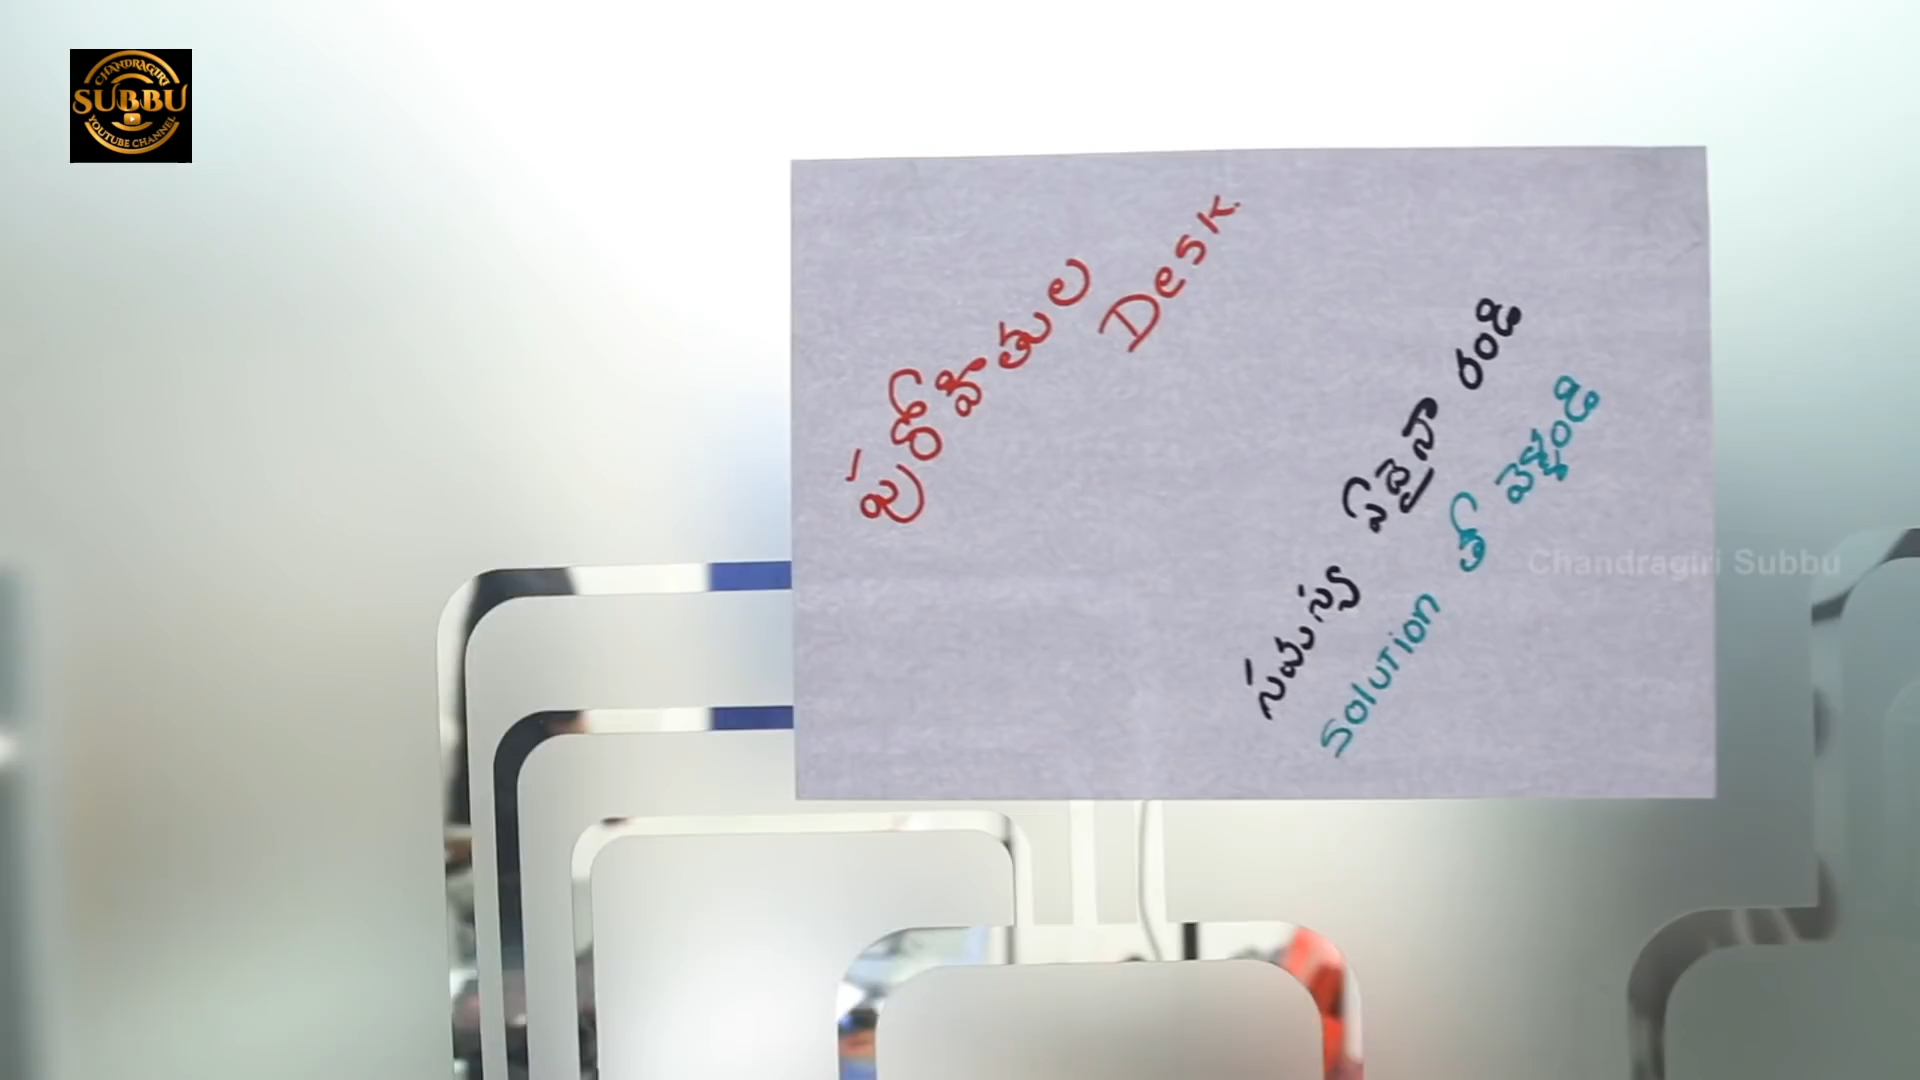 CHANDRAGIRI
SUBBU
YOUTUBE CHANNEL
పురోహితుల
Desk.
సమస్య ఏదైనా రండి
Solution తో వెళ్ళండి
Chandragiri Subbu